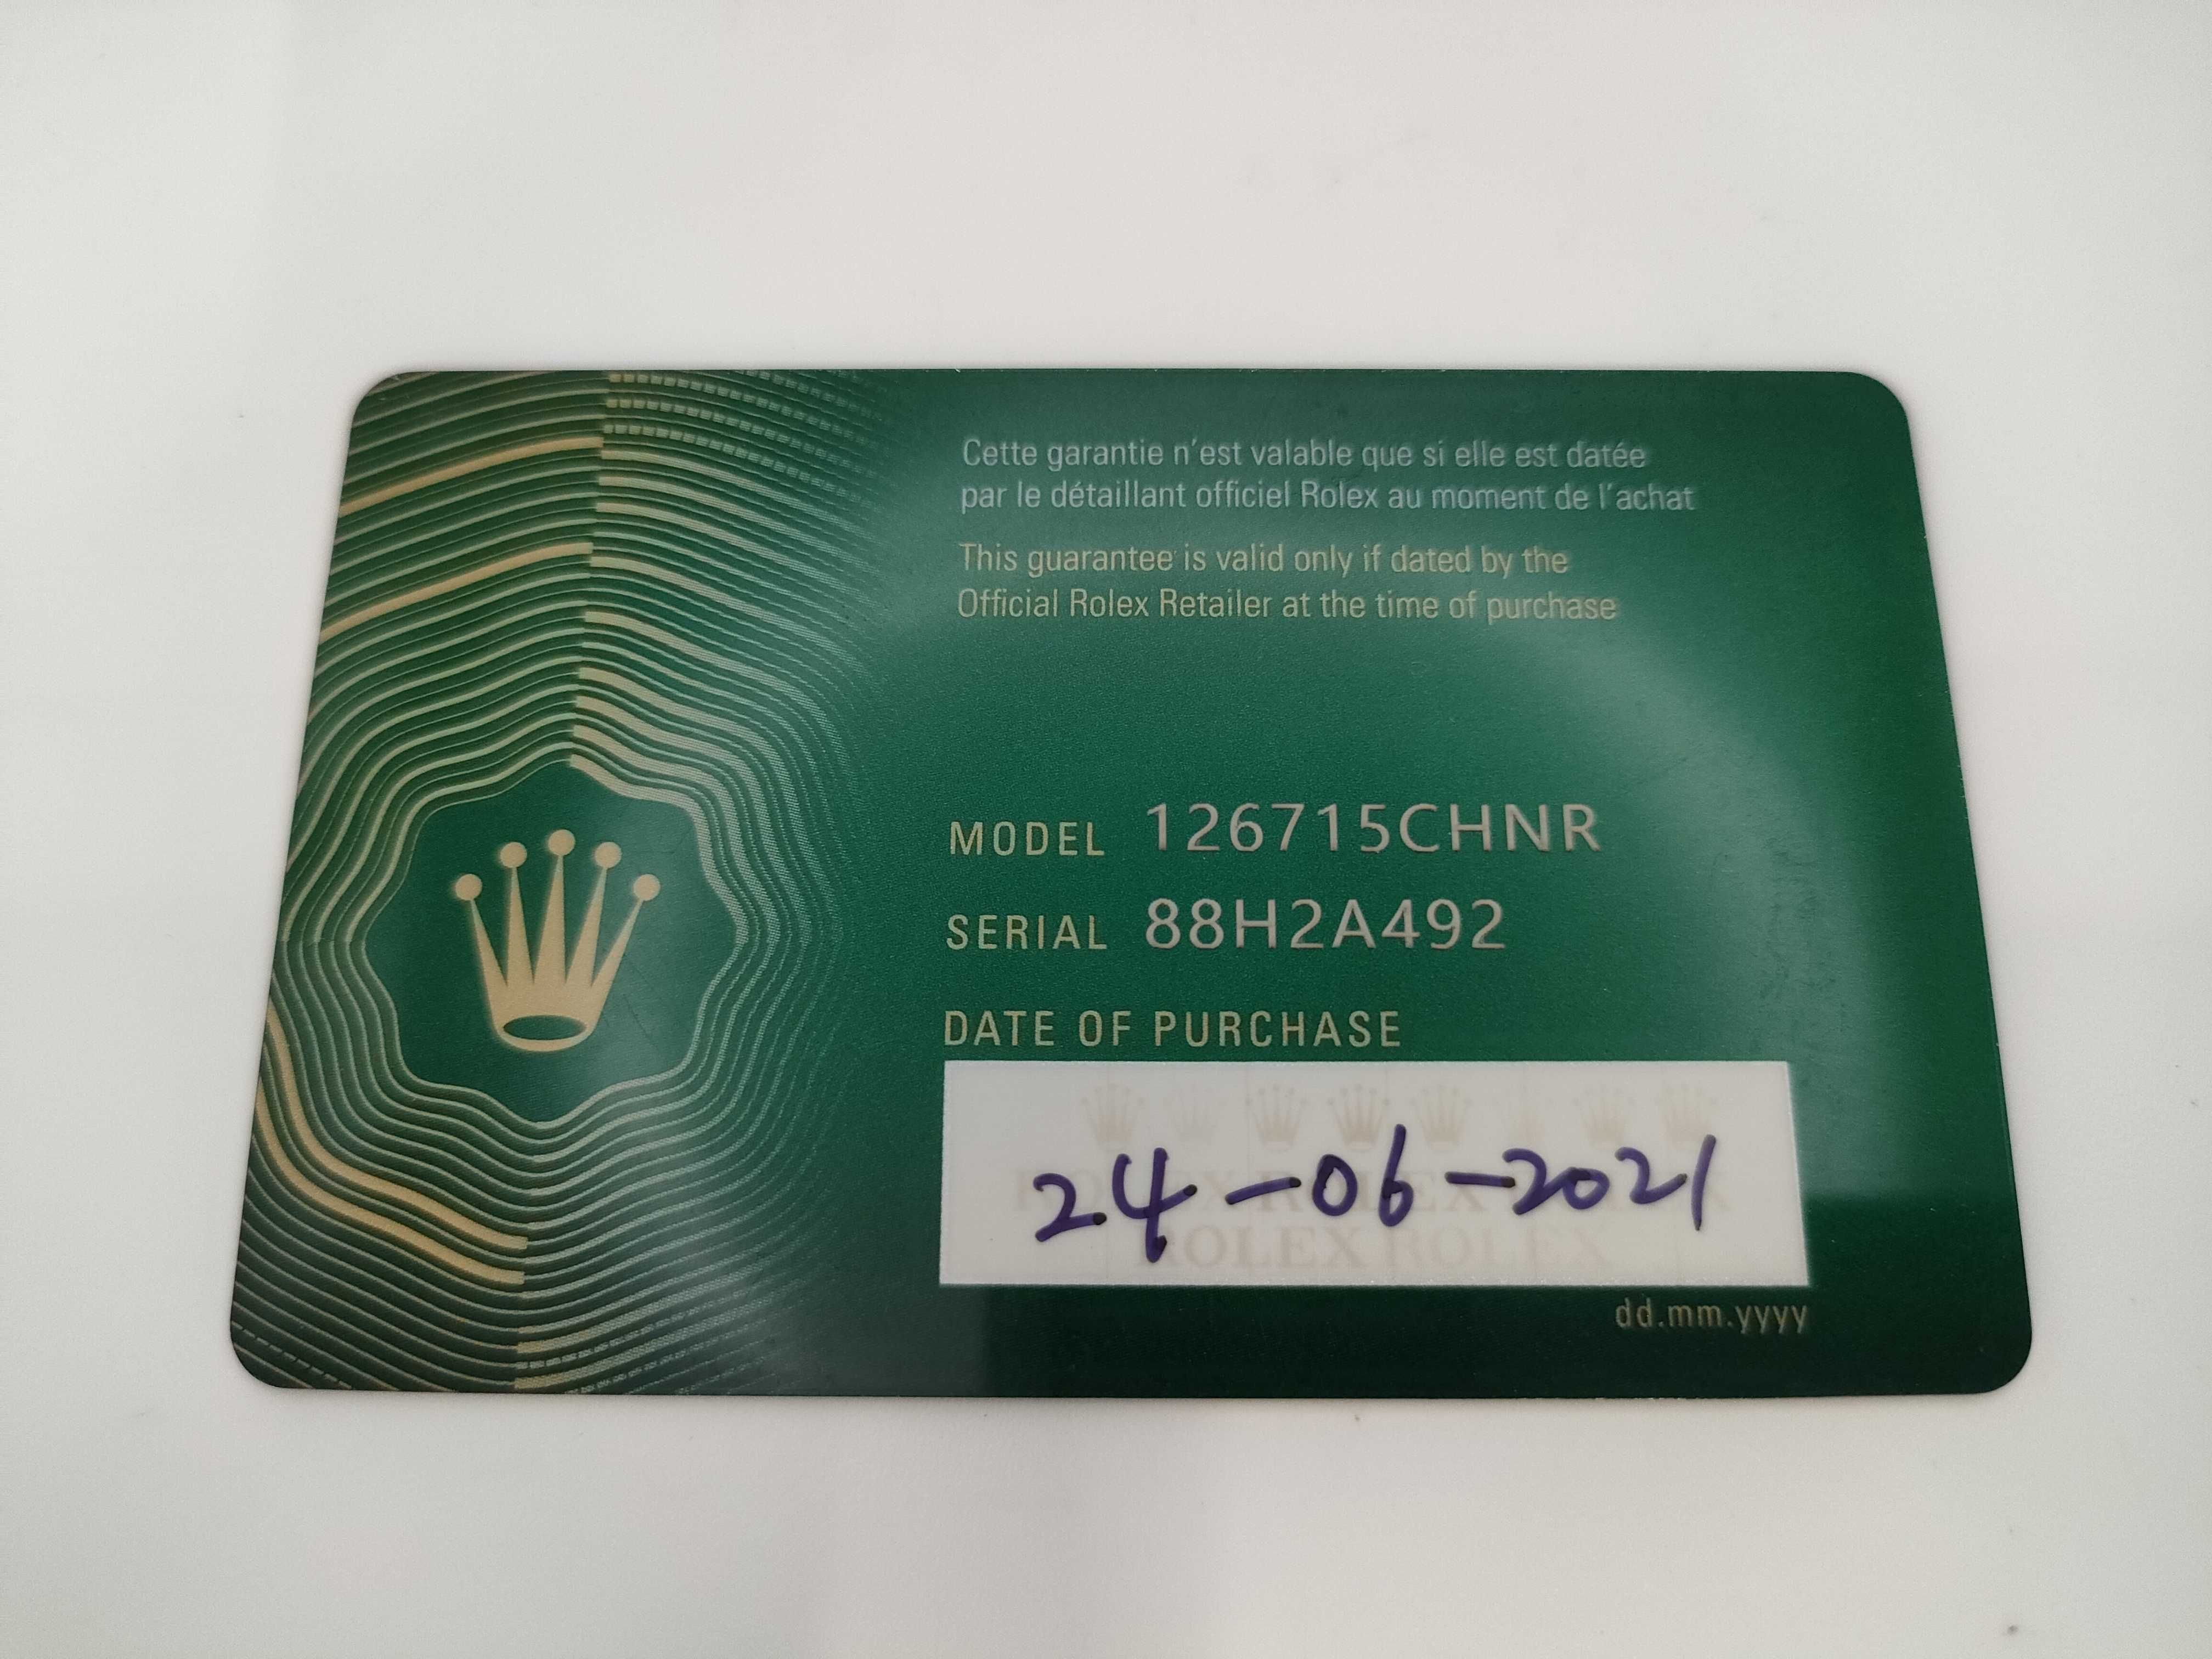 Cette garantie n'est valable que si elle est datée
par le détaillant officiel Rolex au moment de l'achat
This guarantee is valid only if dated by the
Official Rolex Retailer at the time of purchase
MODEL 126715CHNR
SERIAL 88H2A492
DATE OF PURCHASE
24-06-2021
ROLEX ROLEX
dd.mm.yyyy